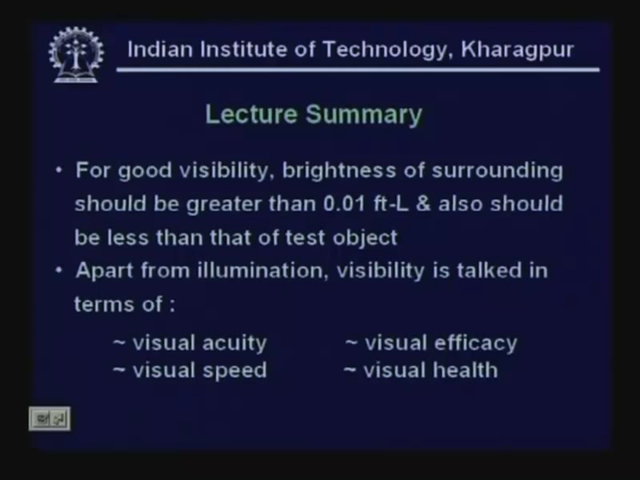 Indian Institute of Technology, Kharagpur
Lecture Summary
• For good visibility, brightness of surrounding
should be greater than 0.01 ft-L & also should
be less than that of test object
• Apart from illumination, visibility is talked in
terms of :
~ visual acuity ~ visual efficacy
~ visual speed ~ visual health